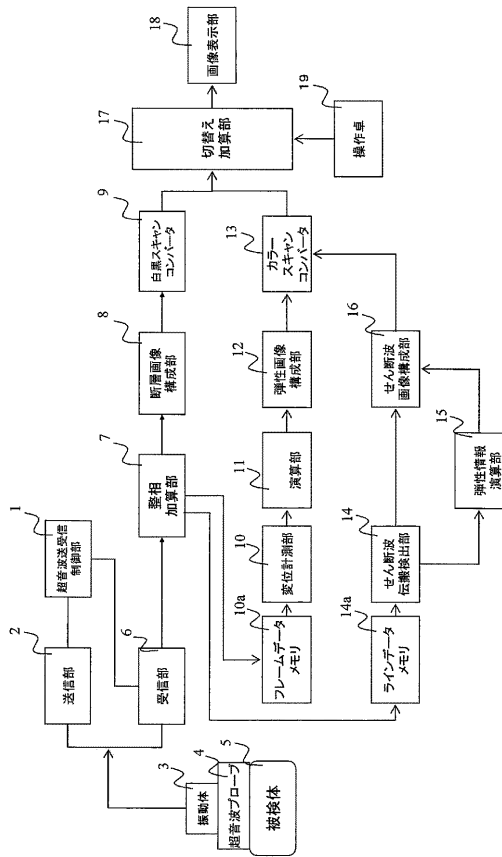 1
超音波送受信
制御部
2
送信部
6
受信部
3
振動体
4
超音波プローブ
5
被検体
7
整相
加算部
8
断層画像
構成部
9
白黒スキャン
コンバータ
10a
フレームデータ
メモリ
10
変位計測部
11
演算部
12
弾性画像
構成部
13
カラー
スキャン
コンバータ
14a
ラインデータ
メモリ
14
せん断波
伝搬検出部
15
弾性情報
演算部
16
せん断波
画像構成部
17
切替え
加算部
18
画像表示部
19
操作卓